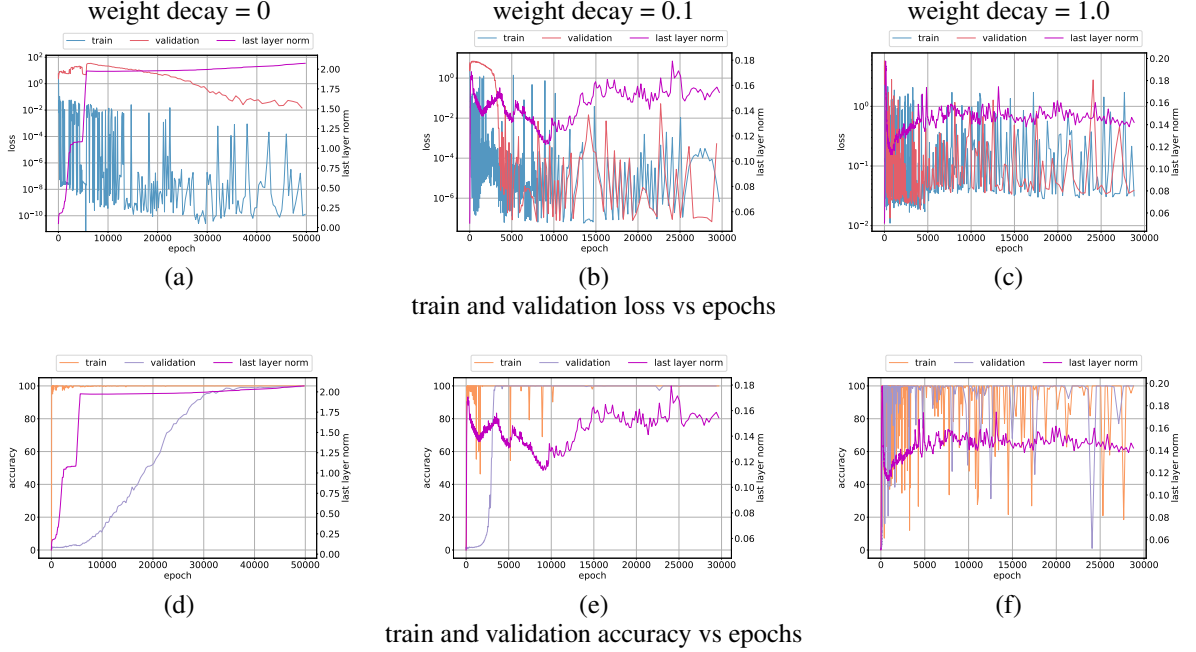 weight decay = 0
weight decay = 0.1
weight decay = 1.0
train validation last layer norm
train validation last layer norm
train validation last layer norm
10² 10⁰ 10⁻² 10⁻⁴ 10⁻⁶ 10⁻⁸ 10⁻¹⁰
loss
2.00 1.75 1.50 1.25 1.00 0.75 0.50 0.25 0.00
last layer norm
0 10000 20000 30000 40000 50000
epoch
10⁰ 10⁻² 10⁻⁴ 10⁻⁶
loss
0.18 0.16 0.14 0.12 0.10 0.08 0.06
last layer norm
0 5000 10000 15000 20000 25000 30000
epoch
10⁰ 10⁻¹ 10⁻²
loss
0.20 0.18 0.16 0.14 0.12 0.10 0.08 0.06
last layer norm
0 5000 10000 15000 20000 25000 30000
epoch
(a)
(b)
(c)
train and validation loss vs epochs
train validation last layer norm
train validation last layer norm
train validation last layer norm
100 80 60 40 20 0
accuracy
2.00 1.75 1.50 1.25 1.00 0.75 0.50 0.25 0.00
last layer norm
0 10000 20000 30000 40000 50000
epoch
100 80 60 40 20 0
accuracy
0.18 0.16 0.14 0.12 0.10 0.08 0.06
last layer norm
0 5000 10000 15000 20000 25000 30000
epoch
100 80 60 40 20 0
accuracy
0.20 0.18 0.16 0.14 0.12 0.10 0.08 0.06
last layer norm
0 5000 10000 15000 20000 25000 30000
epoch
(d)
(e)
(f)
train and validation accuracy vs epochs